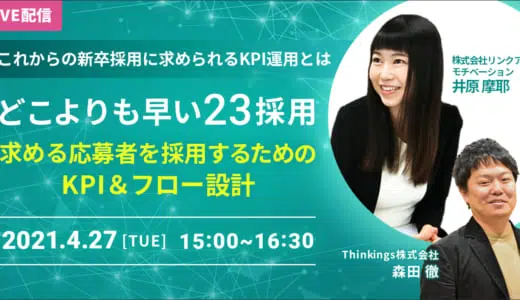 VE配信
これからの新卒採用に求められるKPI運用とは
どこよりも早い23採用
求める応募者を採用するための
KPI＆フロー設計
2021.4.27 [TUE] 15:00~16:30
株式会社リンクア
モチベーション
井原 摩耶
Thinkings株式会社
森田 徹